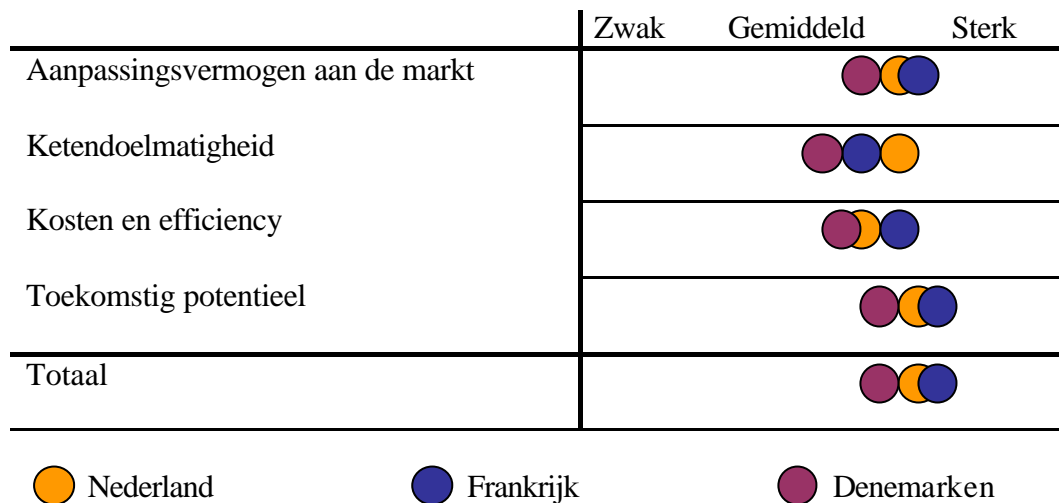 Zwak Gemiddeld Sterk
Aanpassingsvermogen aan de markt
Ketendoelmatigheid
Kosten en efficiency
Toekomstig potentieel
Totaal
Nederland Frankrijk Denemarken